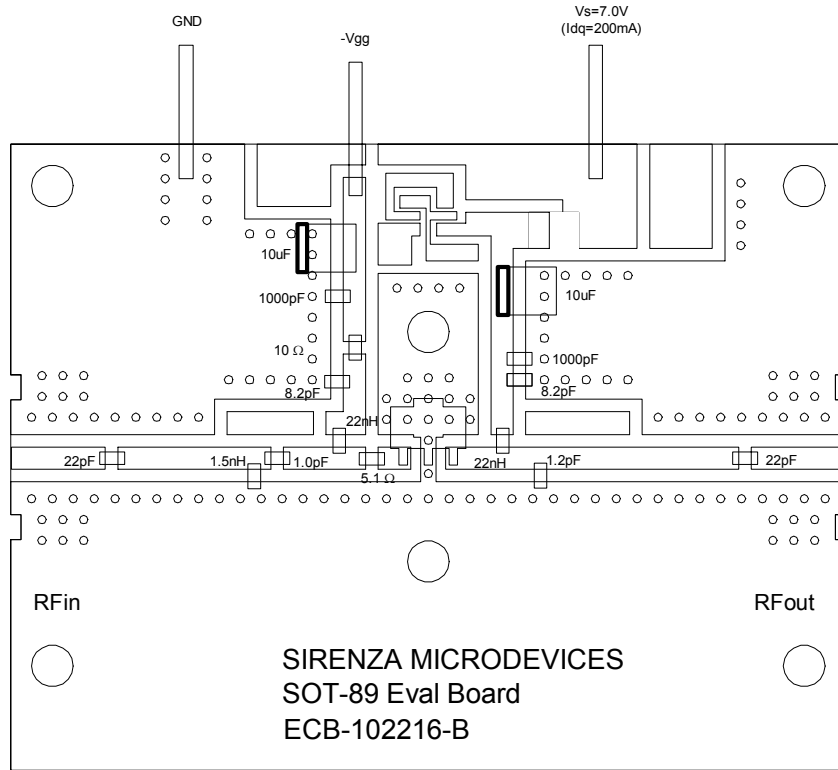 GND
-Vgg
Vs=7.0V
(Idq=200mA)
10uF
1000pF
10 Ω
8.2pF
22nH
10uF
1000pF
8.2pF
22pF
1.5nH
1.0pF
5.1 Ω
22nH
1.2pF
22pF
RFin
RFout
SIRENZA MICRODEVICES
SOT-89 Eval Board
ECB-102216-B